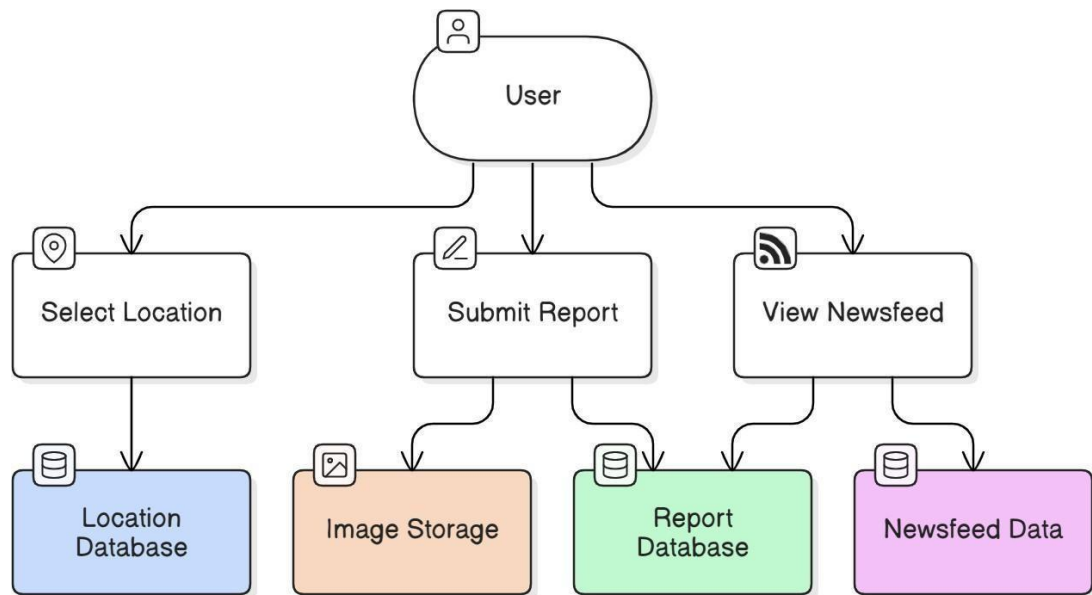 User
Select Location
Submit Report
View Newsfeed
Location
Database
Image Storage
Report
Database
Newsfeed Data